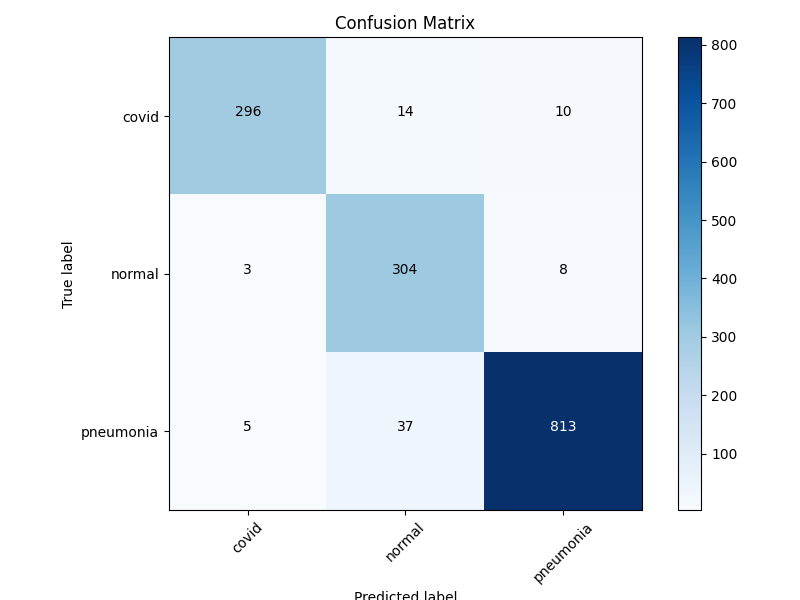 Confusion Matrix
covid 296 14 10
normal 3 304 8
pneumonia 5 37 813
covid normal pneumonia
True label
Predicted label
800
700
600
500
400
300
200
100